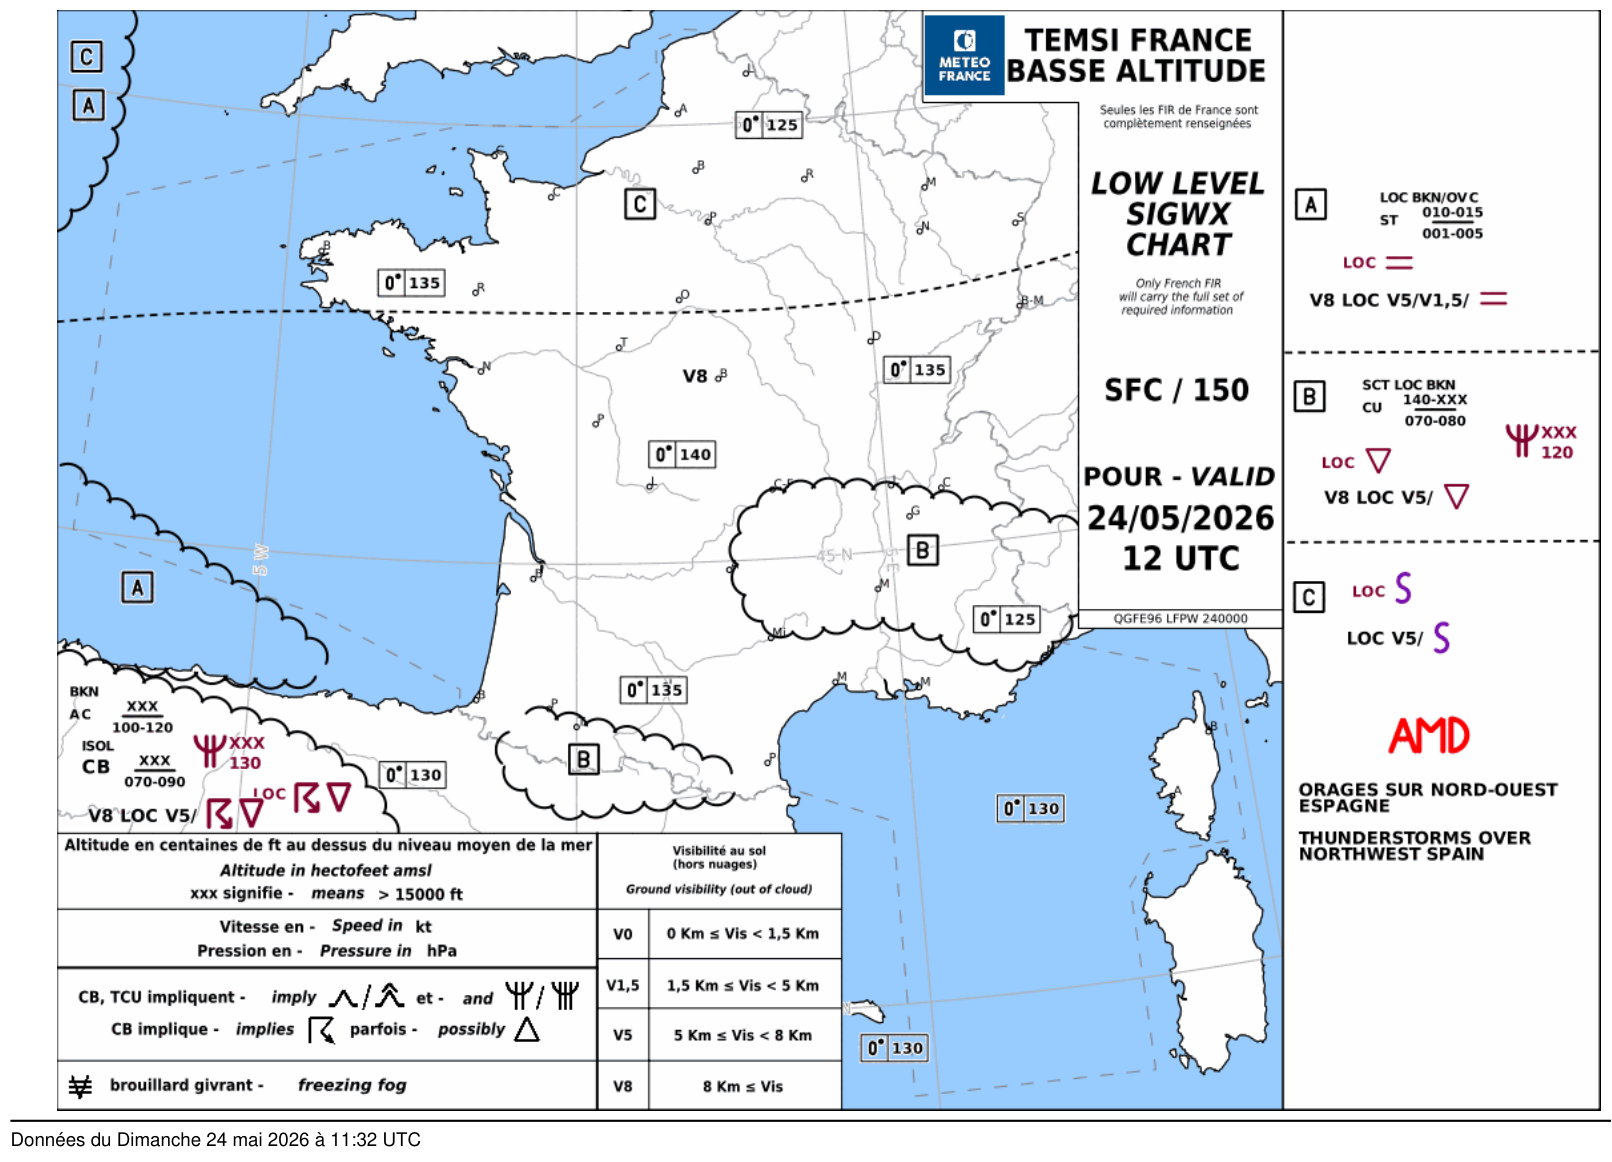 C
A
METEO
FRANCE
TEMSI FRANCE
BASSE ALTITUDE
Seules les FIR de France sont
complètement renseignées
LOW LEVEL
SIGWX
CHART
Only French FIR
will carry the full set of
required information
SFC / 150
POUR - VALID
24/05/2026
12 UTC
QGFE96 LFPW 240000
L
A
0° 125
C
B
R
M
C
C
P
N
S
B
0° 135
R
O
B-M
T
D
N
V8
B
0° 135
P
0° 140
L
C-F
L
C
G
B
5 W
45 N
5 E
A
B
M
0° 125
Mi
N
0° 135
M
M
B
P
T
B
P
B
A
0° 130
0° 130
0° 130
BKN
AC
XXX
100-120
ISOL
CB
XXX
070-090
XXX
130
LOC
V8 LOC V5/
A
LOC BKN/OVC
ST
010-015
001-005
LOC
V8 LOC V5/V1,5/
B
SCT LOC BKN
CU
140-XXX
070-080
XXX
120
LOC
V8 LOC V5/
C
LOC
LOC V5/
AMD
ORAGES SUR NORD-OUEST
ESPAGNE
THUNDERSTORMS OVER
NORTHWEST SPAIN
Altitude en centaines de ft au dessus du niveau moyen de la mer
Altitude in hectofeet amsl
xxx signifie - means > 15000 ft
Vitesse en - Speed in kt
Pression en - Pressure in hPa
CB, TCU impliquent - imply / et - and /
CB implique - implies parfois - possibly
brouillard givrant - freezing fog
Visibilité au sol
(hors nuages)
Ground visibility (out of cloud)
V0 0 Km ≤ Vis < 1,5 Km
V1,5 1,5 Km ≤ Vis < 5 Km
V5 5 Km ≤ Vis < 8 Km
V8 8 Km ≤ Vis
Données du Dimanche 24 mai 2026 à 11:32 UTC